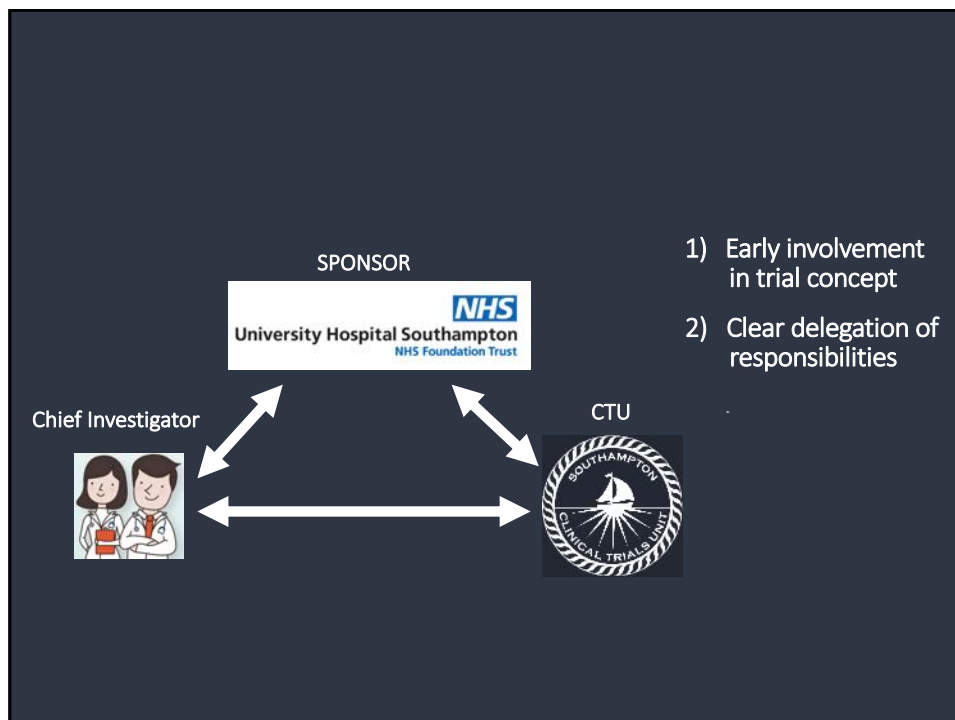 SPONSOR
NHS
University Hospital Southampton
NHS Foundation Trust
1) Early involvement
in trial concept
2) Clear delegation of
responsibilities
Chief Investigator
CTU
SOUTHAMPTON
CLINICAL TRIALS UNIT